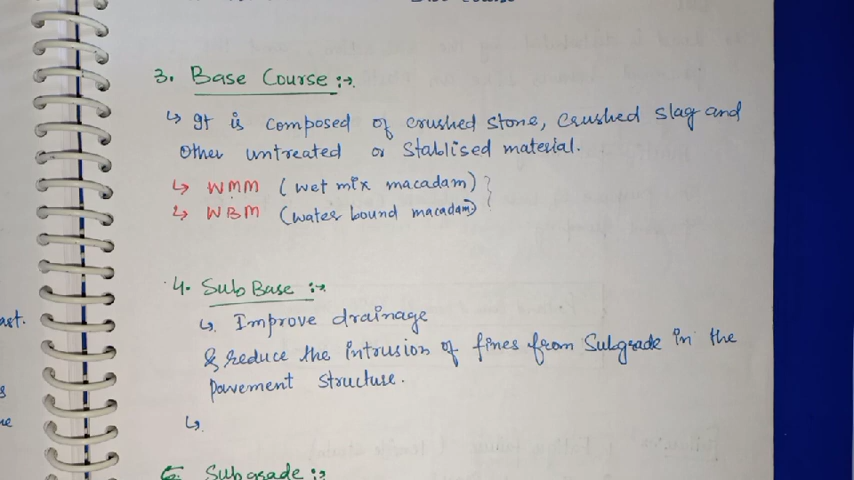 3. Base Course :→
↳ It is composed of crushed stone, crushed slag and
other untreated or stablised material.
↳ WMM (wet mix macadam)
↳ WBM (water bound macadam)
4. Sub Base :→
↳ Improve drainage
& reduce the intrusion of fines from Subgrade in the
pavement structure.
↳
Subgrade :→
ast.